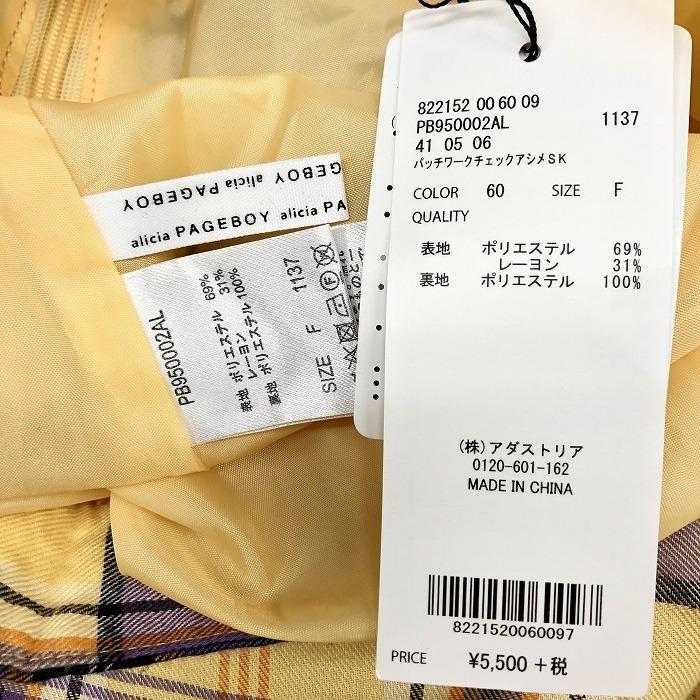 822152 00 60 09
PB950002AL 1137
41 05 06
パッチワークチェックアシメSK
COLOR 60 SIZE F
QUALITY
表地 ポリエステル 69%
レーヨン 31%
裏地 ポリエステル 100%
(株)アダストリア
0120-601-162
MADE IN CHINA
8221520060097
PRICE ¥5,500 +税
GEBOY alicia PAGEBOY
alicia PAGEBOY alicia PA
PB950002AL
表地 ポリエステル 69%
レーヨン 31%
裏地 ポリエステル 100%
SIZE F 1137